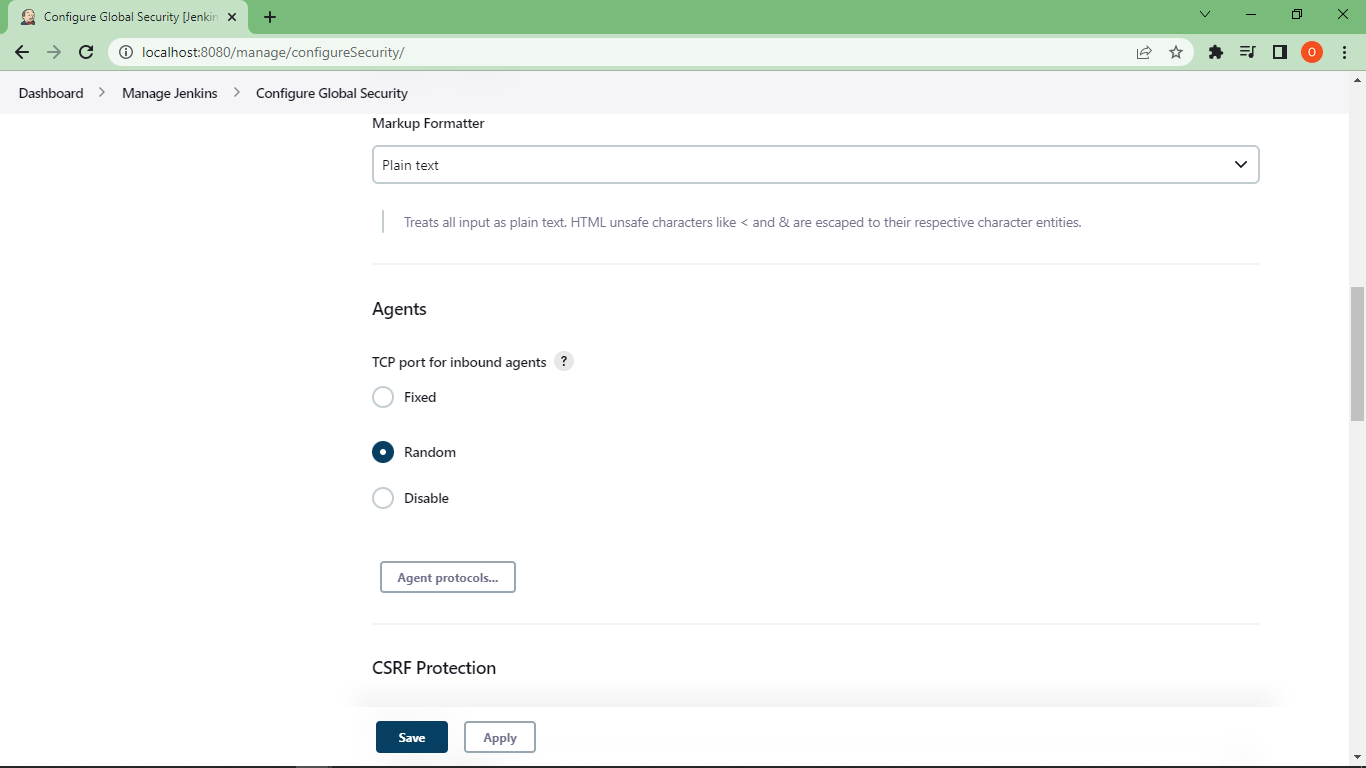 Configure Global Security [Jenkin
localhost:8080/manage/configureSecurity/
O
Dashboard > Manage Jenkins > Configure Global Security
Markup Formatter
Plain text
Treats all input as plain text. HTML unsafe characters like < and & are escaped to their respective character entities.
Agents
TCP port for inbound agents ?
Fixed
Random
Disable
Agent protocols...
CSRF Protection
Save Apply